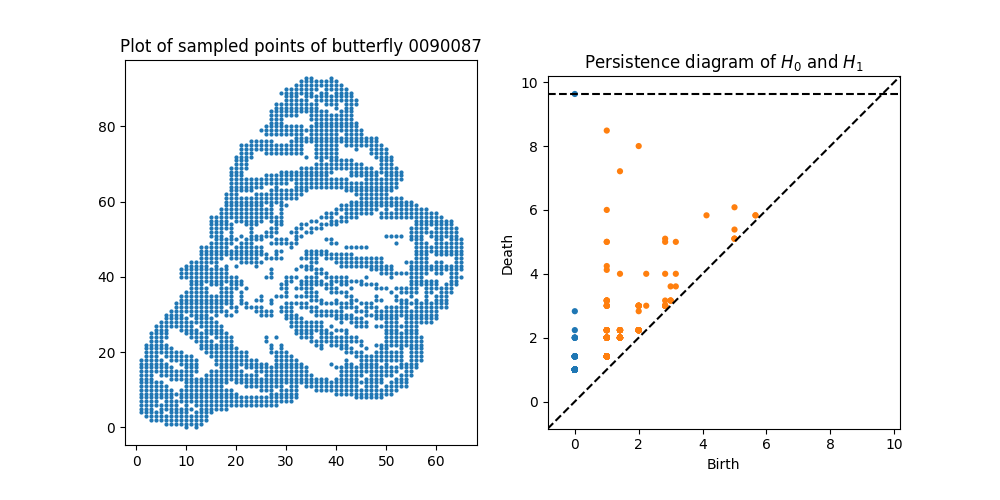 Plot of sampled points of butterfly 0090087
80
60
40
20
0
0 10 20 30 40 50 60
Persistence diagram of H₀ and H₁
10
8
6
4
2
0
Death
0 2 4 6 8 10
Birth